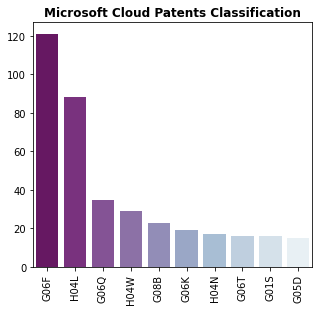 Microsoft Cloud Patents Classification
120
100
80
60
40
20
0
G06F
H04L
G06Q
H04W
G08B
G06K
H04N
G06T
G01S
G05D